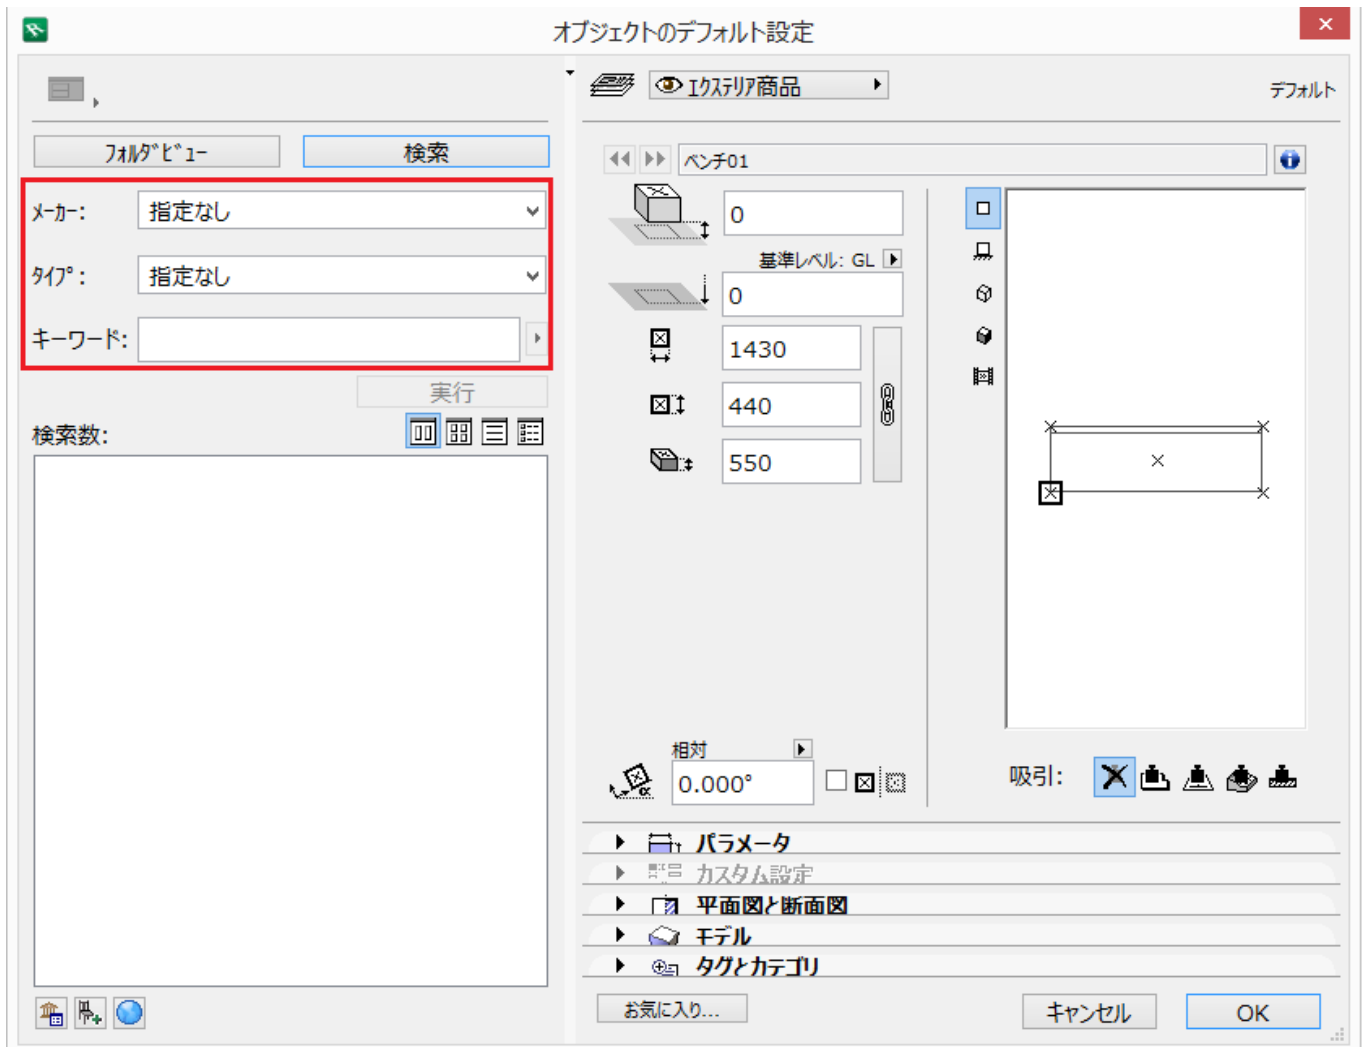 オブジェクトのデフォルト設定
ｴｸｽﾃﾘｱ商品
デフォルト
ﾌｫﾙﾀﾞﾋﾞｭｰ
検索
ﾒｰｶｰ:
指定なし
ﾀｲﾌﾟ:
指定なし
キーワード:
実行
検索数:
ベンチ01
0
基準レベル: GL
0
1430
440
550
相対
0.000°
吸引:
パラメータ
カスタム設定
平面図と断面図
モデル
タグとカテゴリ
お気に入り...
キャンセル
OK